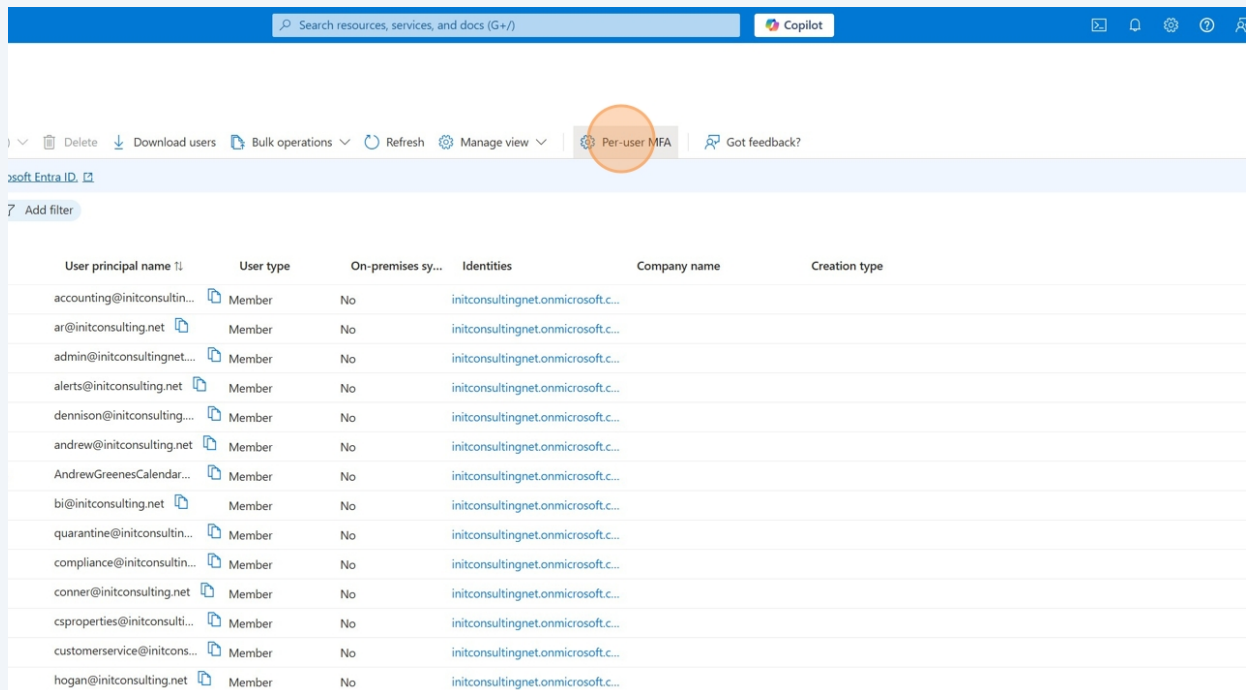 Search resources, services, and docs (G+/) Copilot
Delete Download users Bulk operations Refresh Manage view Per-user MFA Got feedback?
osoft Entra ID.
Add filter
User principal name User type On-premises sy... Identities Company name Creation type
accounting@initconsultin... Member No initconsultingnet.onmicrosoft.c...
ar@initconsulting.net Member No initconsultingnet.onmicrosoft.c...
admin@initconsultingnet.... Member No initconsultingnet.onmicrosoft.c...
alerts@initconsulting.net Member No initconsultingnet.onmicrosoft.c...
dennison@initconsulting.... Member No initconsultingnet.onmicrosoft.c...
andrew@initconsulting.net Member No initconsultingnet.onmicrosoft.c...
AndrewGreenesCalendar... Member No initconsultingnet.onmicrosoft.c...
bi@initconsulting.net Member No initconsultingnet.onmicrosoft.c...
quarantine@initconsultin... Member No initconsultingnet.onmicrosoft.c...
compliance@initconsultin... Member No initconsultingnet.onmicrosoft.c...
conner@initconsulting.net Member No initconsultingnet.onmicrosoft.c...
csproperties@initconsulti... Member No initconsultingnet.onmicrosoft.c...
customerservice@initcons... Member No initconsultingnet.onmicrosoft.c...
hogan@initconsulting.net Member No initconsultingnet.onmicrosoft.c...